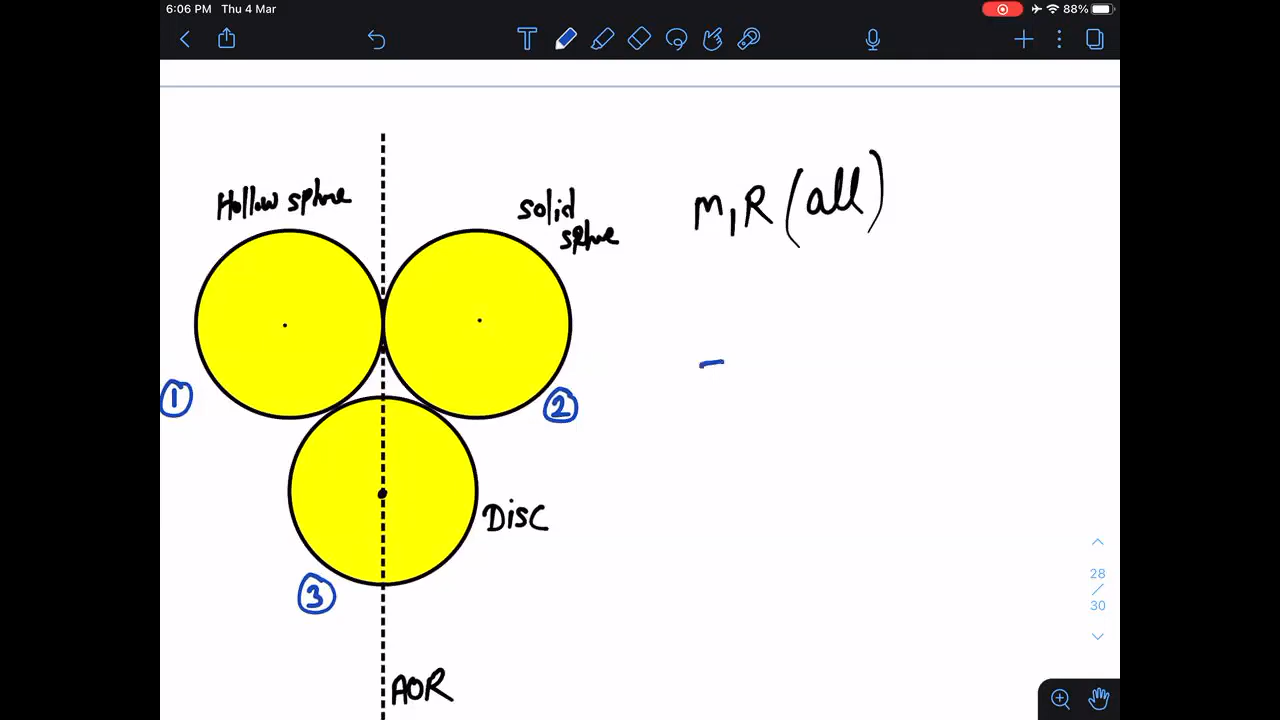 6:06 PM Thu 4 Mar
88%
T
Hollow sphere
solid
sphere
M, R (all)
1
2
DISC
3
28
/
30
AOR